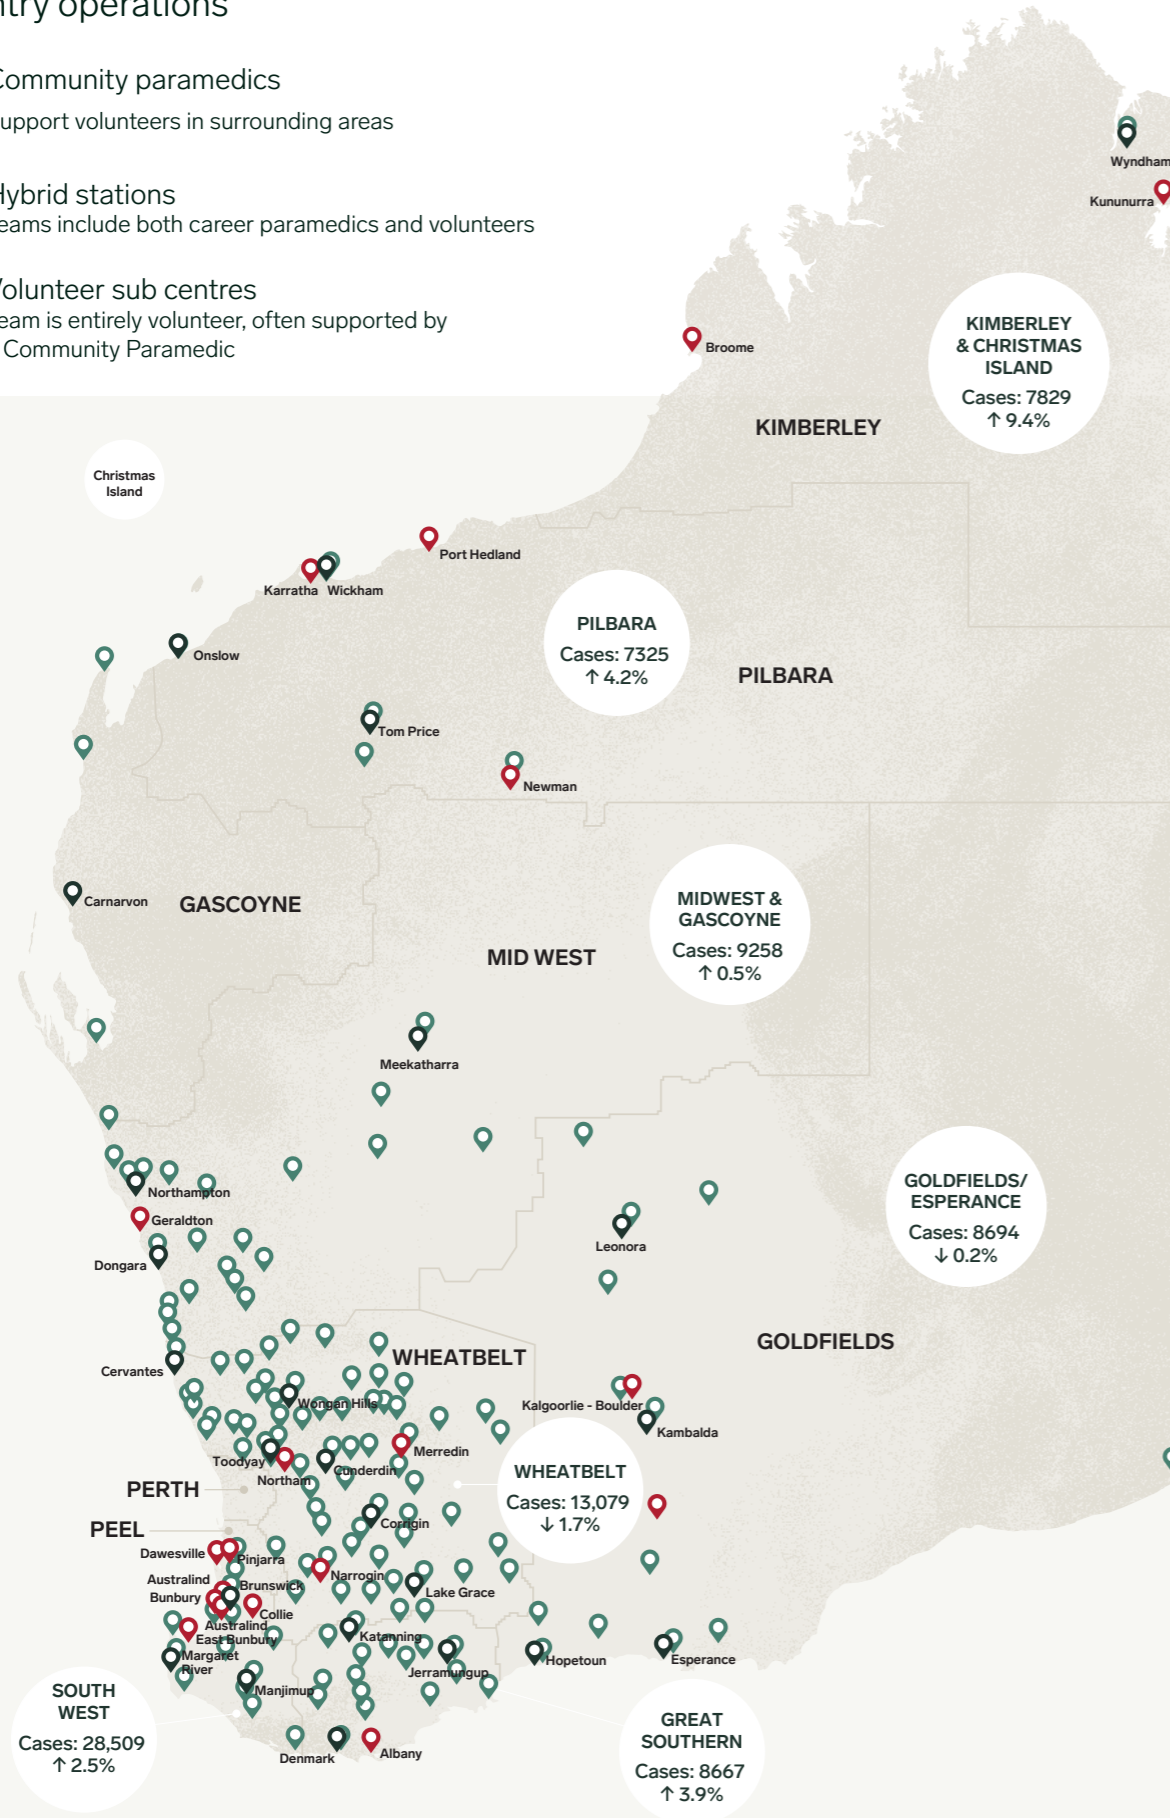 ntry operations
Community paramedics
upport volunteers in surrounding areas
Hybrid stations
eams include both career paramedics and volunteers
Volunteer sub centres
eam is entirely volunteer, often supported by
Community Paramedic
Wyndham
Kununurra
KIMBERLEY
& CHRISTMAS
ISLAND
Cases: 7829
↑ 9.4%
Broome
KIMBERLEY
Christmas
Island
Port Hedland
Karratha
Wickham
PILBARA
Cases: 7325
↑ 4.2%
Onslow
PILBARA
Tom Price
Newman
Carnarvon
GASCOYNE
MIDWEST &
GASCOYNE
Cases: 9258
↑ 0.5%
MID WEST
Meekatharra
Northampton
Geraldton
Dongara
GOLDFIELDS/
ESPERANCE
Cases: 8694
↓ 0.2%
Leonora
GOLDFIELDS
WHEATBELT
Cervantes
Wongan Hills
Kalgoorlie - Boulder
Kambalda
Merredin
Toodyay
Northam
Cunderdin
WHEATBELT
Cases: 13,079
↓ 1.7%
PERTH
Corrigin
PEEL
Dawesville
Pinjarra
Narrogin
Australind
Brunswick
Bunbury
Lake Grace
Collie
Australind
East Bunbury
Katanning
Margaret
River
Jerramungup
Hopetoun
Esperance
Manjimup
SOUTH
WEST
Cases: 28,509
↑ 2.5%
Denmark
Albany
GREAT
SOUTHERN
Cases: 8667
↑ 3.9%